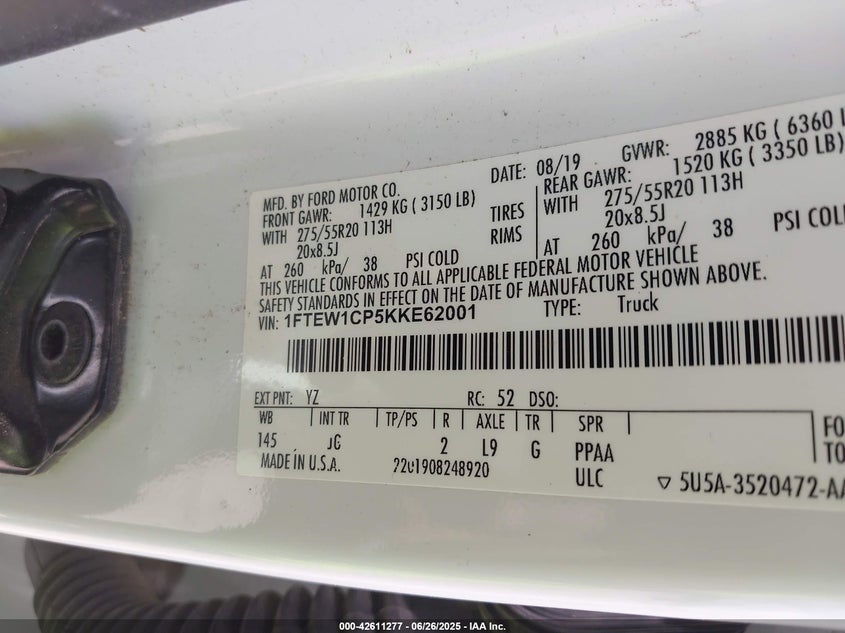 MFD. BY FORD MOTOR CO.
DATE: 08/19 GVWR: 2885 KG ( 6360
FRONT GAWR: 1429 KG ( 3150 LB)
REAR GAWR: 1520 KG ( 3350 LB)
WITH 275/55R20 113H TIRES WITH 275/55R20 113H
20x8.5J RIMS 20x8.5J
AT 260 kPa/ 38 PSI COLD AT 260 kPa/ 38 PSI COLD
THIS VEHICLE CONFORMS TO ALL APPLICABLE FEDERAL MOTOR VEHICLE
SAFETY STANDARDS IN EFFECT ON THE DATE OF MANUFACTURE SHOWN ABOVE.
VIN: 1FTEW1CP5KKE62001 TYPE: Truck
EXT PNT: YZ RC: 52 DSO:
WB INT TR TP/PS R AXLE TR SPR
145 JG 2 L9 G PPAA
MADE IN U.S.A. ULC
5U5A-3520472-
000-42611277 - 06/26/2025 - IAA Inc.